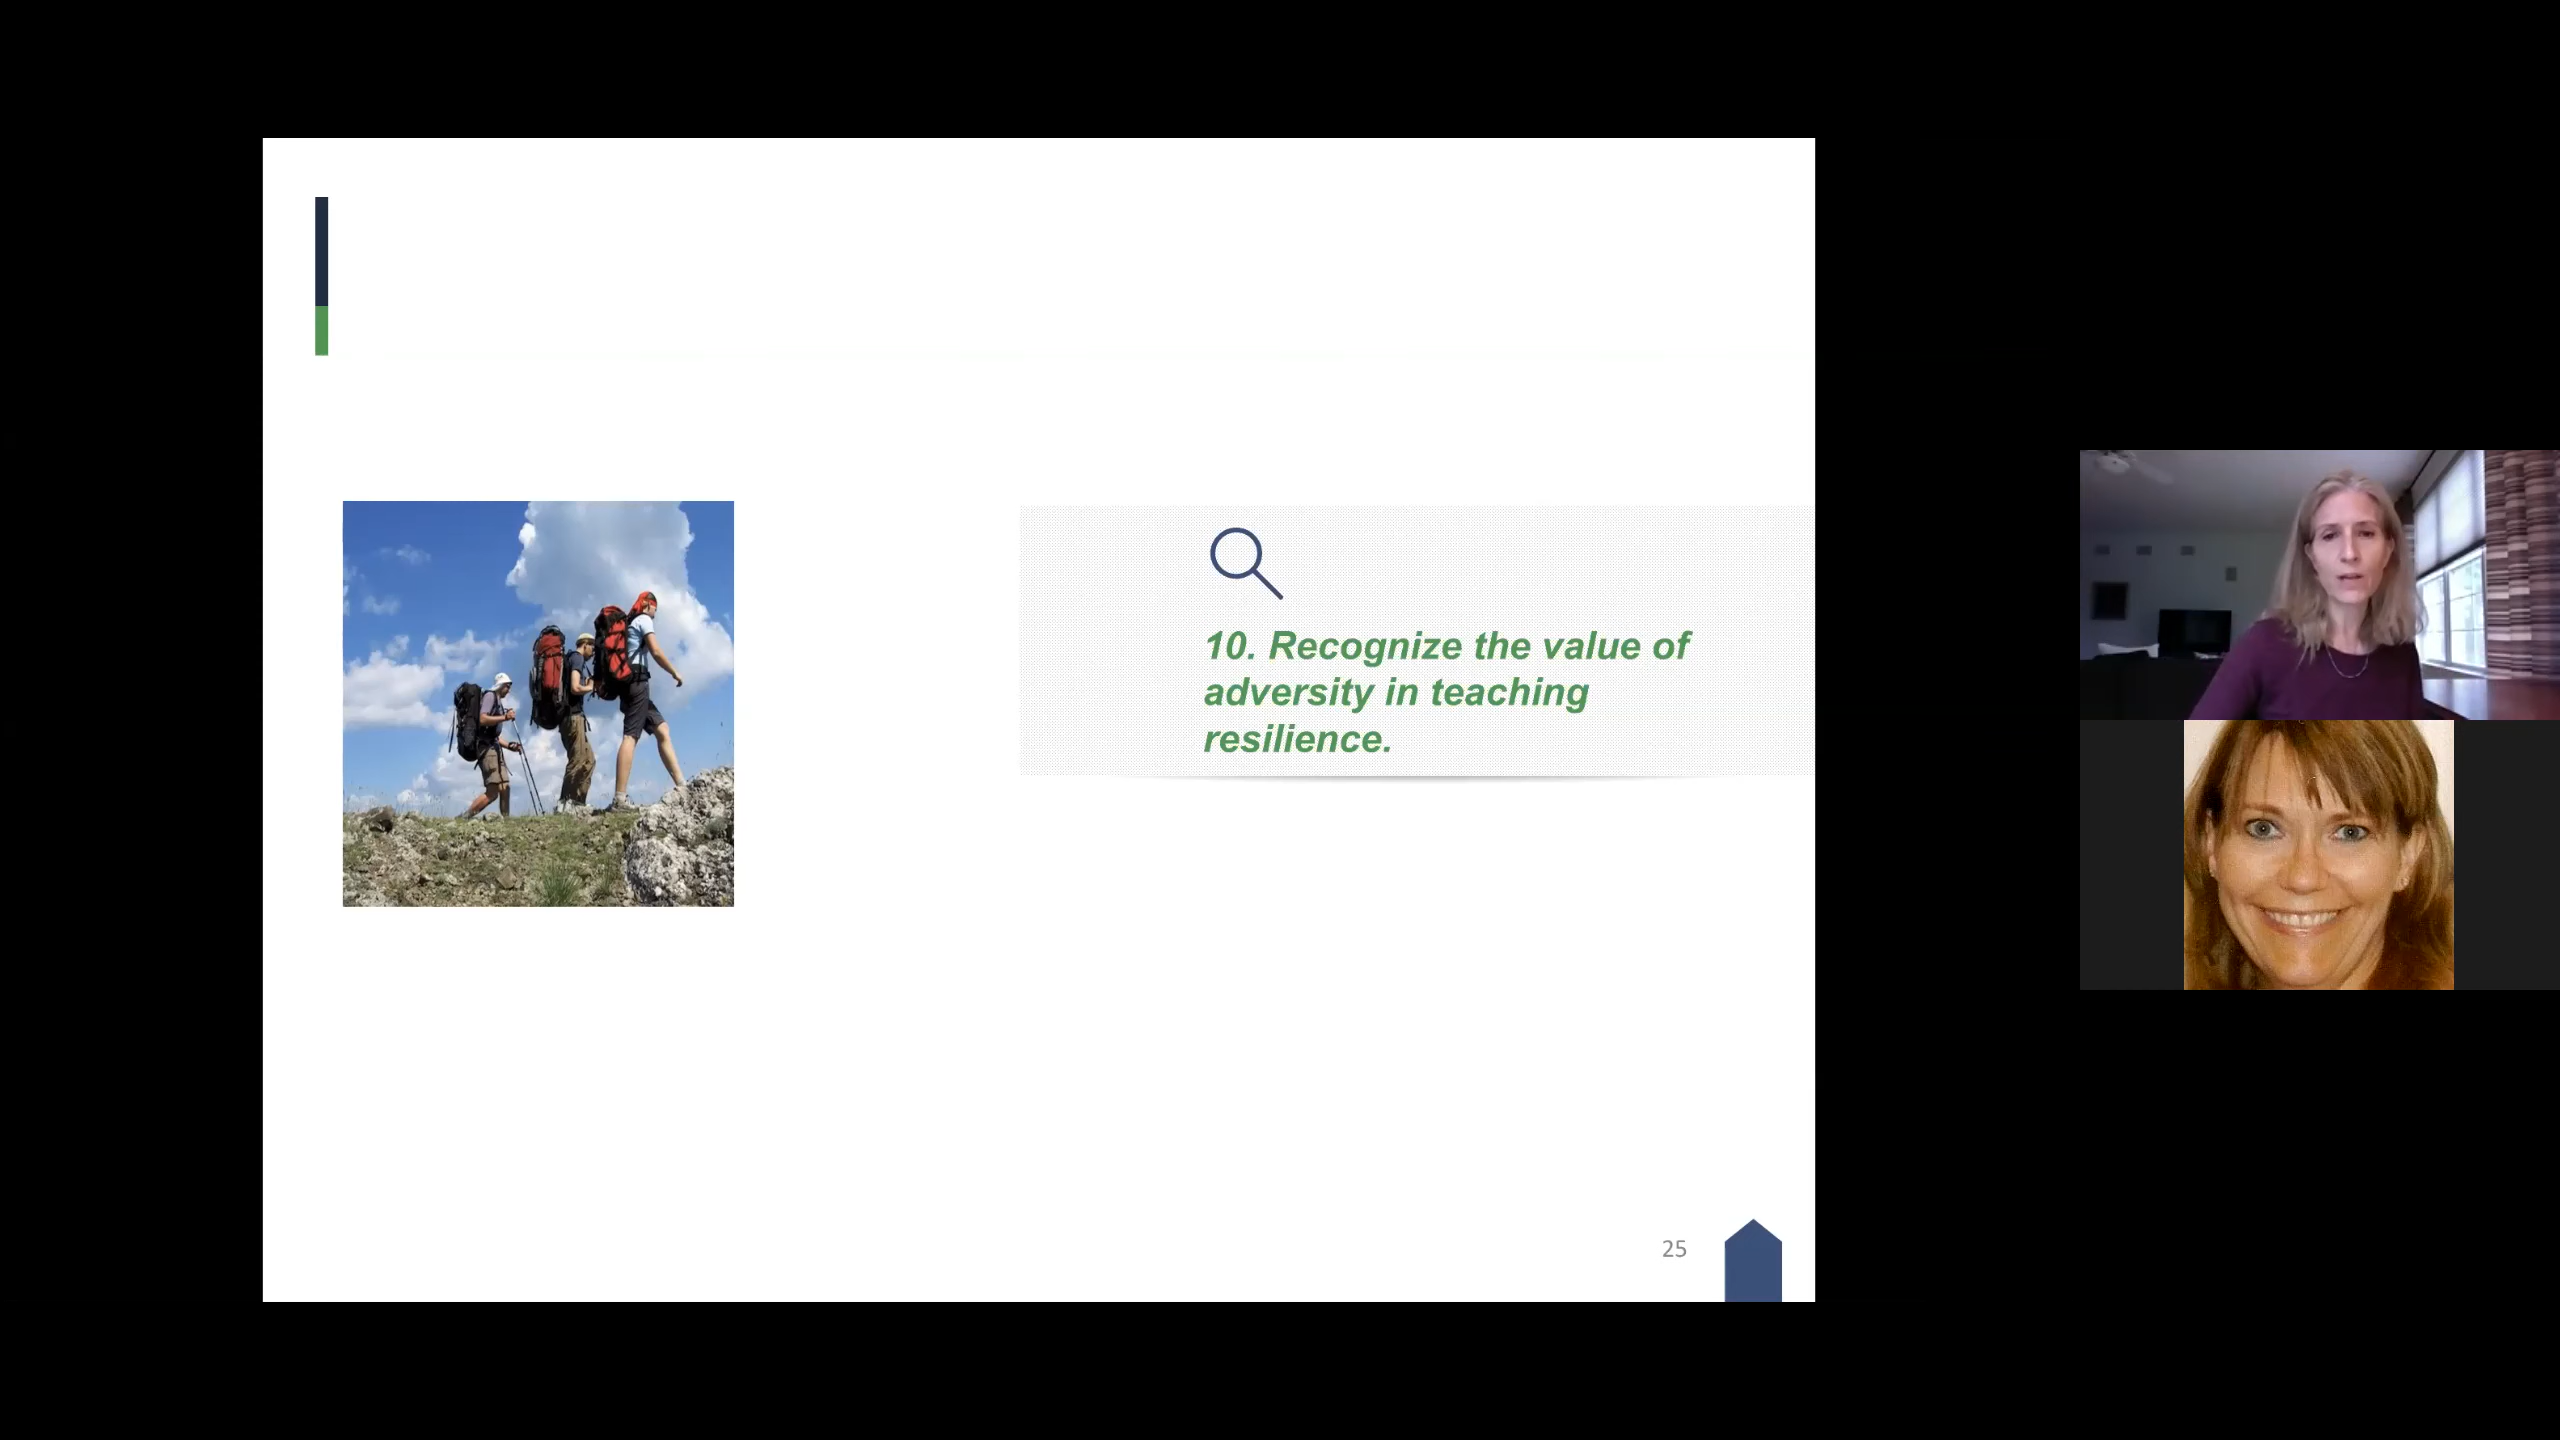 10. Recognize the value of
adversity in teaching
resilience.
25